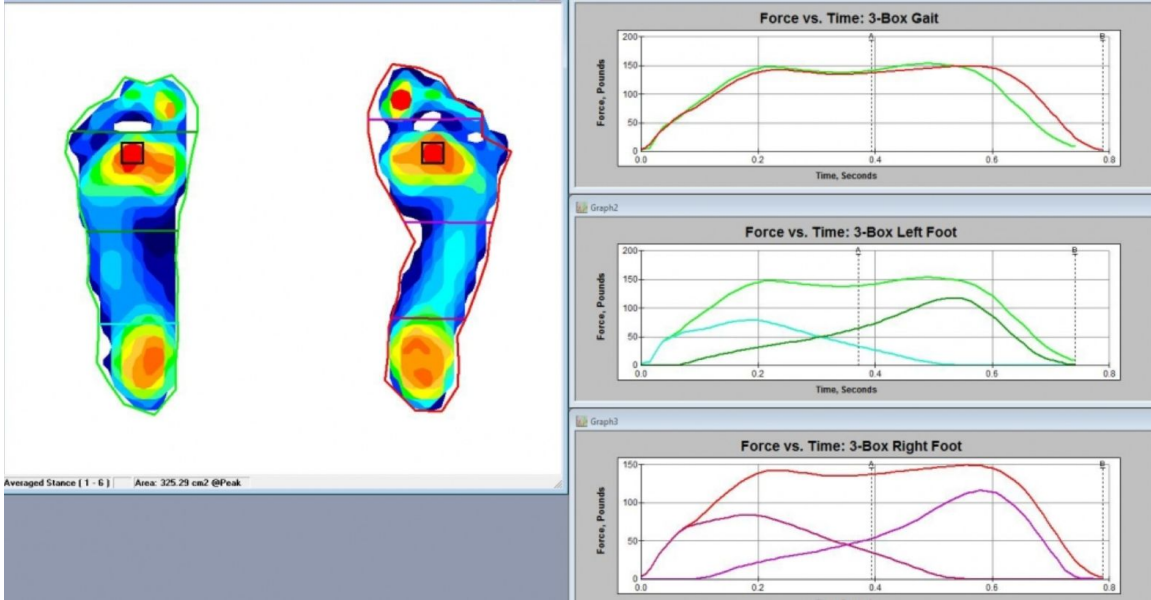 Averaged Stance ( 1 - 6 )
Area: 325.29 cm2 @Peak
Force vs. Time: 3-Box Gait
A
B
200
150
100
50
0
Force, Pounds
0.0 0.2 0.4 0.6 0.8
Time, Seconds
Graph2
Force vs. Time: 3-Box Left Foot
A
B
200
150
100
50
0
Force, Pounds
0.0 0.2 0.4 0.6 0.8
Time, Seconds
Graph3
Force vs. Time: 3-Box Right Foot
A
B
150
100
50
0
Force, Pounds
0.0 0.2 0.4 0.6 0.8
Time, Seconds